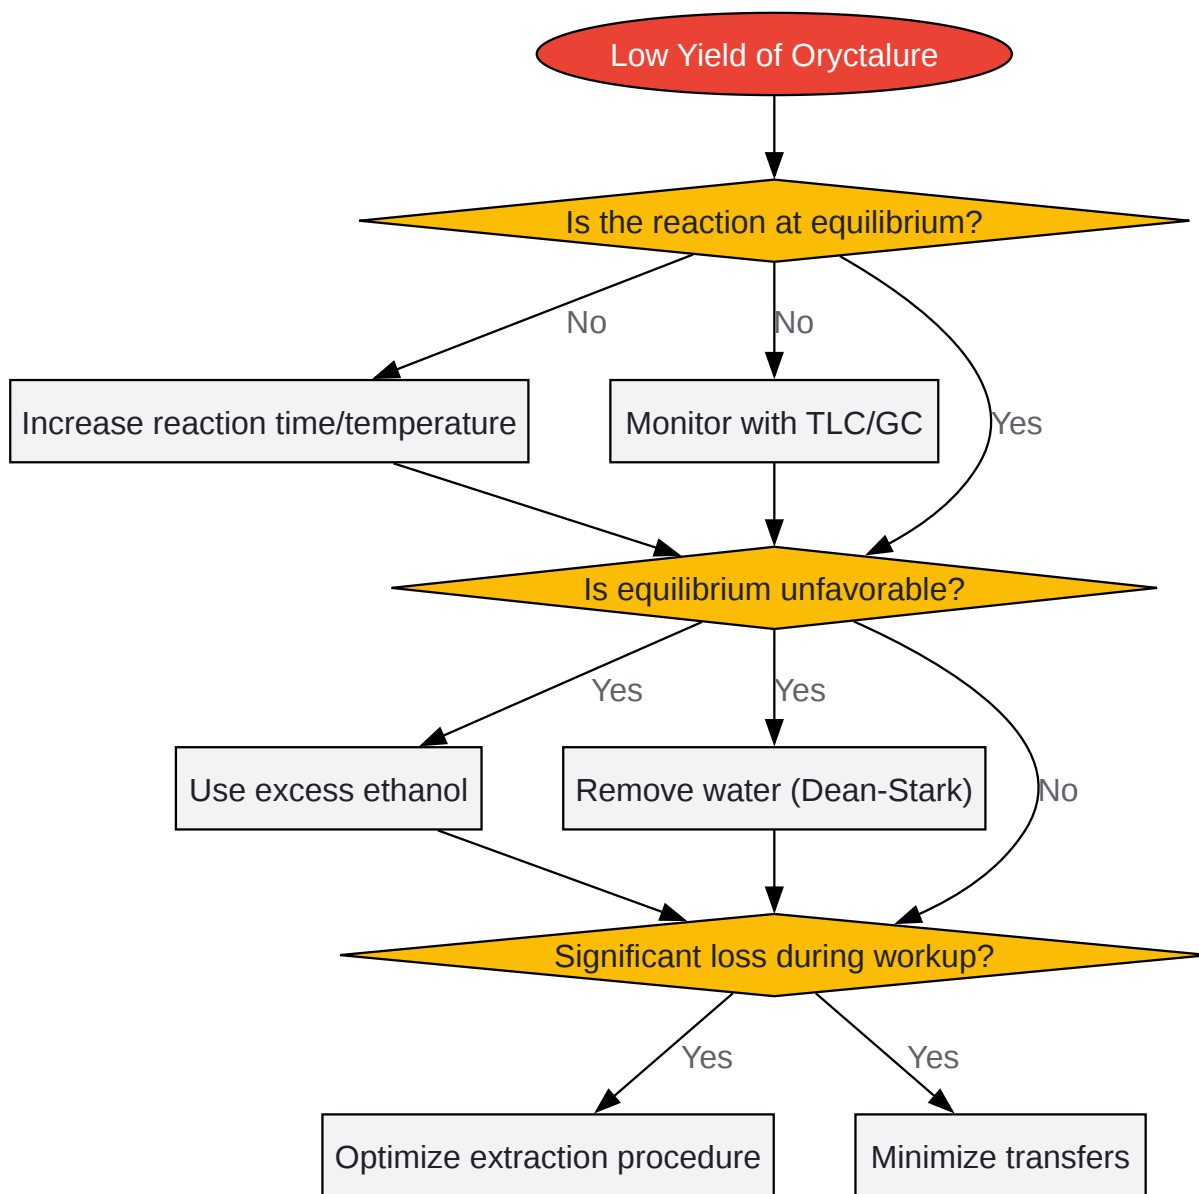 Low Yield of Oryctalure
Is the reaction at equilibrium?
No
No
Yes
Increase reaction time/temperature
Monitor with TLC/GC
Is equilibrium unfavorable?
Yes
Yes
No
Use excess ethanol
Remove water (Dean-Stark)
Significant loss during workup?
Yes
Yes
Optimize extraction procedure
Minimize transfers